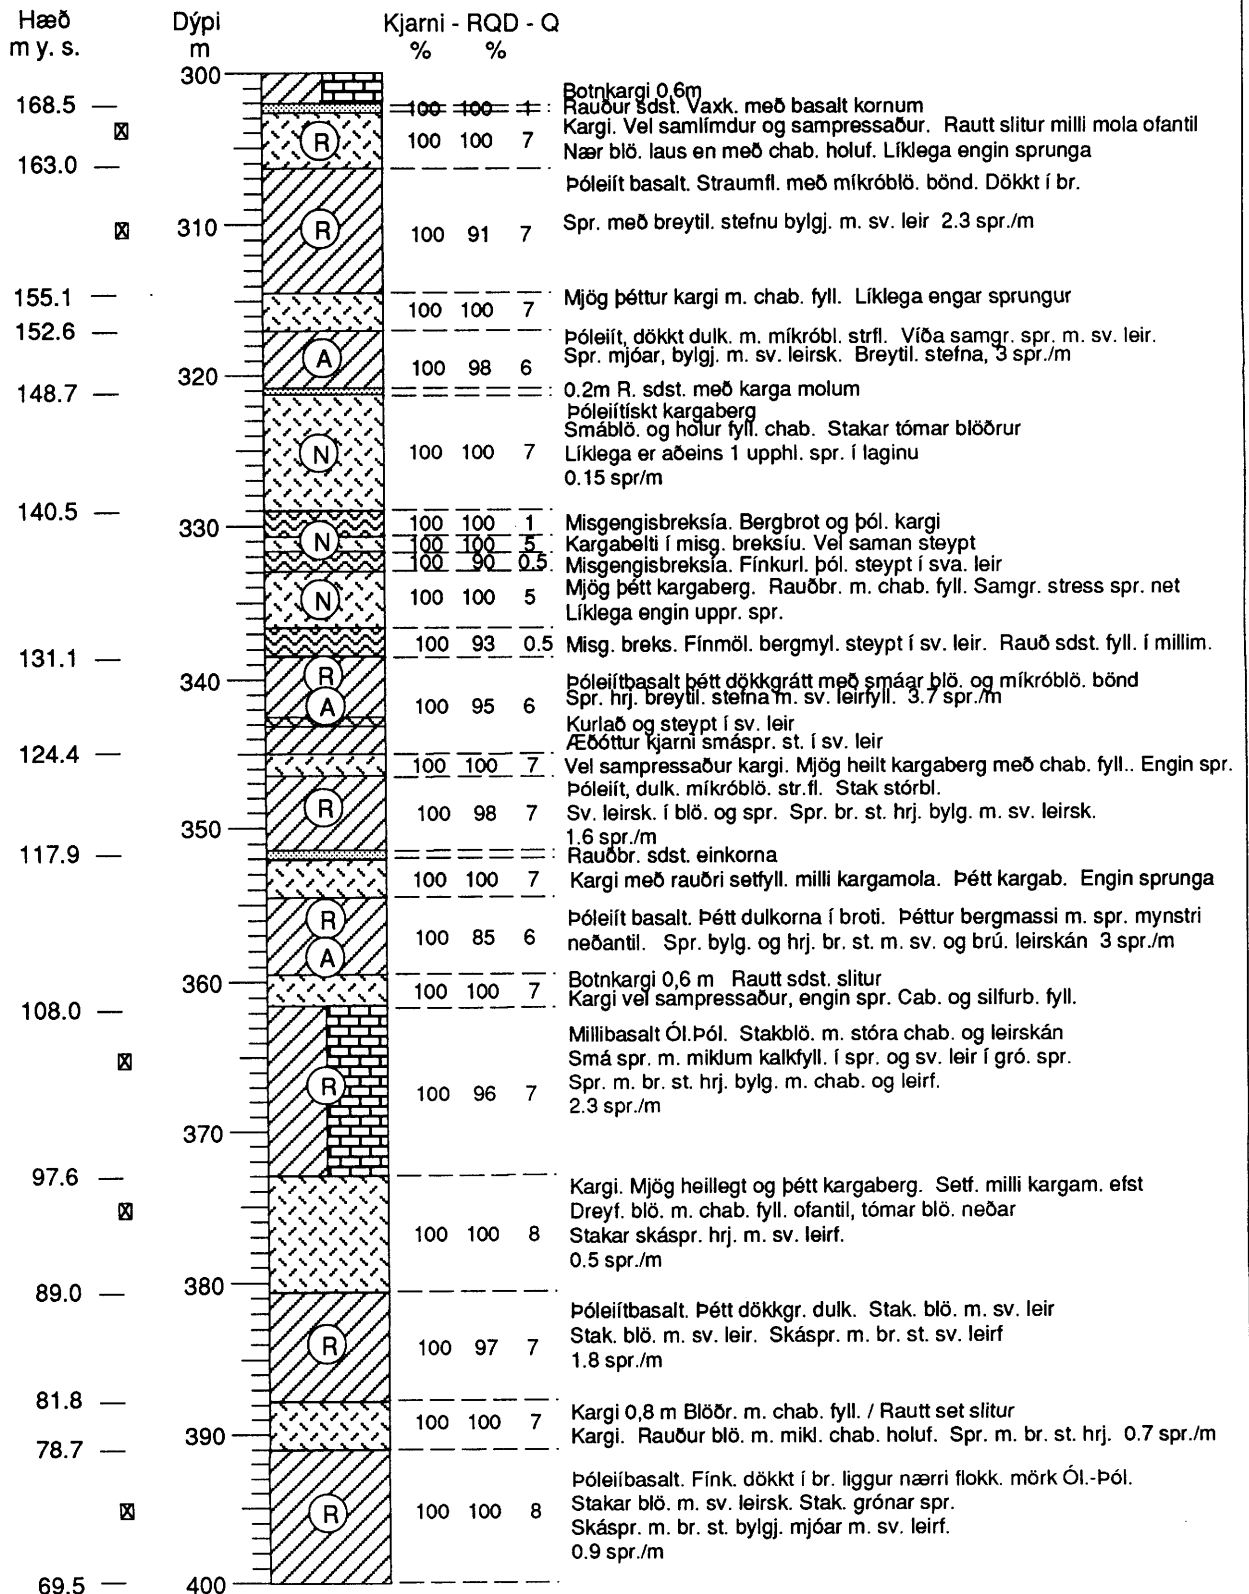 Hæð Dýpi Kjarni - RQD - Q
m y. s. m % %
300
Botnkargi 0,6m
168.5 100 100 1 Rauður sdst. Vaxk. með basalt kornum
Kargi. Vel samlímdur og sampressaður. Rautt slitur milli mola ofantil
R 100 100 7
Nær blö. laus en með chab. holuf. Líklega engin sprunga
163.0
Þóleiít basalt. Straumfl. með míkróblö. bönd. Dökkt í br.
310 R 100 91 7 Spr. með breytil. stefnu bylgj. m. sv. leir 2.3 spr./m
155.1
100 100 7 Mjög þéttur kargi m. chab. fyll. Líklega engar sprungur
152.6
Þóleiít, dökkt dulk. m. míkróbl. strfl. Víða samgr. spr. m. sv. leir.
A 100 98 6 Spr. mjóar, bylgj. m. sv. leirsk. Breytil. stefna, 3 spr./m
320
148.7 0.2m R. sdst. með karga molum
Þóleiítískt kargaberg
Smáblö. og holur fyll. chab. Stakar tómar blöðrur
N 100 100 7 Líklega er aðeins 1 upphl. spr. í laginu
0.15 spr/m
140.5
330 100 100 1 Misgengisbreksía. Bergbrot og þól. kargi
N 100 100 5 Kargabelti í misg. breksíu. Vel saman steypt
100 90 0.5 Misgengisbreksía. Fínkurl. þól. steypt í sva. leir
Mjög þétt kargaberg. Rauðbr. m. chab. fyll. Samgr. stress spr. net
N 100 100 5
Líklega engin uppr. spr.
100 93 0.5 Misg. breks. Fínmöl. bergmyl. steypt í sv. leir. Rauð sdst. fyll. í millim.
131.1
R
340 Þóleiítbasalt þétt dökkgrátt með smáar blö. og míkróblö. bönd
A 100 95 6 Spr. hrj. breytil. stefna m. sv. leirfyll. 3.7 spr./m
Kurlað og steypt í sv. leir
Æðóttur kjarni smáspr. st. í sv. leir
124.4
100 100 7 Vel sampressaður kargi. Mjög heilt kargaberg með chab. fyll.. Engin spr.
Þóleiít, dulk. míkróblö. str.fl. Stak stórbl.
R 100 98 7 Sv. leirsk. í blö. og spr. Spr. br. st. hrj. bylg. m. sv. leirsk.
350 1.6 spr./m
117.9 Rauðbr. sdst. einkorna
100 100 7 Kargi með rauðri setfyll. milli kargamola. Þétt kargab. Engin sprunga
R Þóleiít basalt. Þétt dulkorna í broti. Þéttur bergmassi m. spr. mynstri
A 100 85 6 neðantil. Spr. bylg. og hrj. br. st. m. sv. og brú. leirskán 3 spr./m
360 Botnkargi 0,6 m Rautt sdst. slitur
100 100 7 Kargi vel sampressaður, engin spr. Cab. og silfurb. fyll.
108.0
Millibasalt Ól.Þól. Stakblö. m. stóra chab. og leirskán
Smá spr. m. miklum kalkfyll. í spr. og sv. leir í gró. spr.
R 100 96 7 Spr. m. br. st. hrj. bylg. m. chab. og leirf.
2.3 spr./m
370
97.6
Kargi. Mjög heillegt og þétt kargaberg. Setf. milli kargam. efst
Dreyf. blö. m. chab. fyll. ofantil, tómar blö. neðar
100 100 8 Stakar skáspr. hrj. m. sv. leirf.
0.5 spr./m
380
89.0
Þóleiítbasalt. Þétt dökkgr. dulk. Stak. blö. m. sv. leir
R 100 97 7 Stak. blö. m. sv. leir. Skáspr. m. br. st. sv. leirf
1.8 spr./m
81.8
Kargi 0,8 m Blöðr. m. chab. fyll. / Rautt set slitur
390 100 100 7 Kargi. Rauður blö. m. mikl. chab. holuf. Spr. m. br. st. hrj. 0.7 spr./m
78.7
Þóleiíbasalt. Fínk. dökkt í br. liggur nærri flokk. mörk Ól.-Þól.
R 100 100 8 Stakar blö. m. sv. leirsk. Stak. grónar spr.
Skáspr. m. br. st. bylgj. mjóar m. sv. leirf.
0.9 spr./m
69.5 400